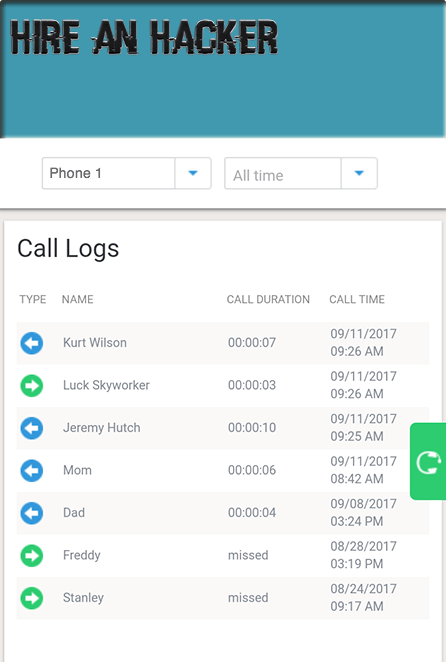 HIRE AN HACKER
Phone 1
All time
Call Logs
TYPE NAME CALL DURATION CALL TIME
Kurt Wilson 00:00:07 09/11/2017
09:26 AM
Luck Skyworker 00:00:03 09/11/2017
09:26 AM
Jeremy Hutch 00:00:10 09/11/2017
09:25 AM
Mom 00:00:06 09/11/2017
08:42 AM
Dad 00:00:04 09/08/2017
03:24 PM
Freddy missed 08/28/2017
03:19 PM
Stanley missed 08/24/2017
09:17 AM